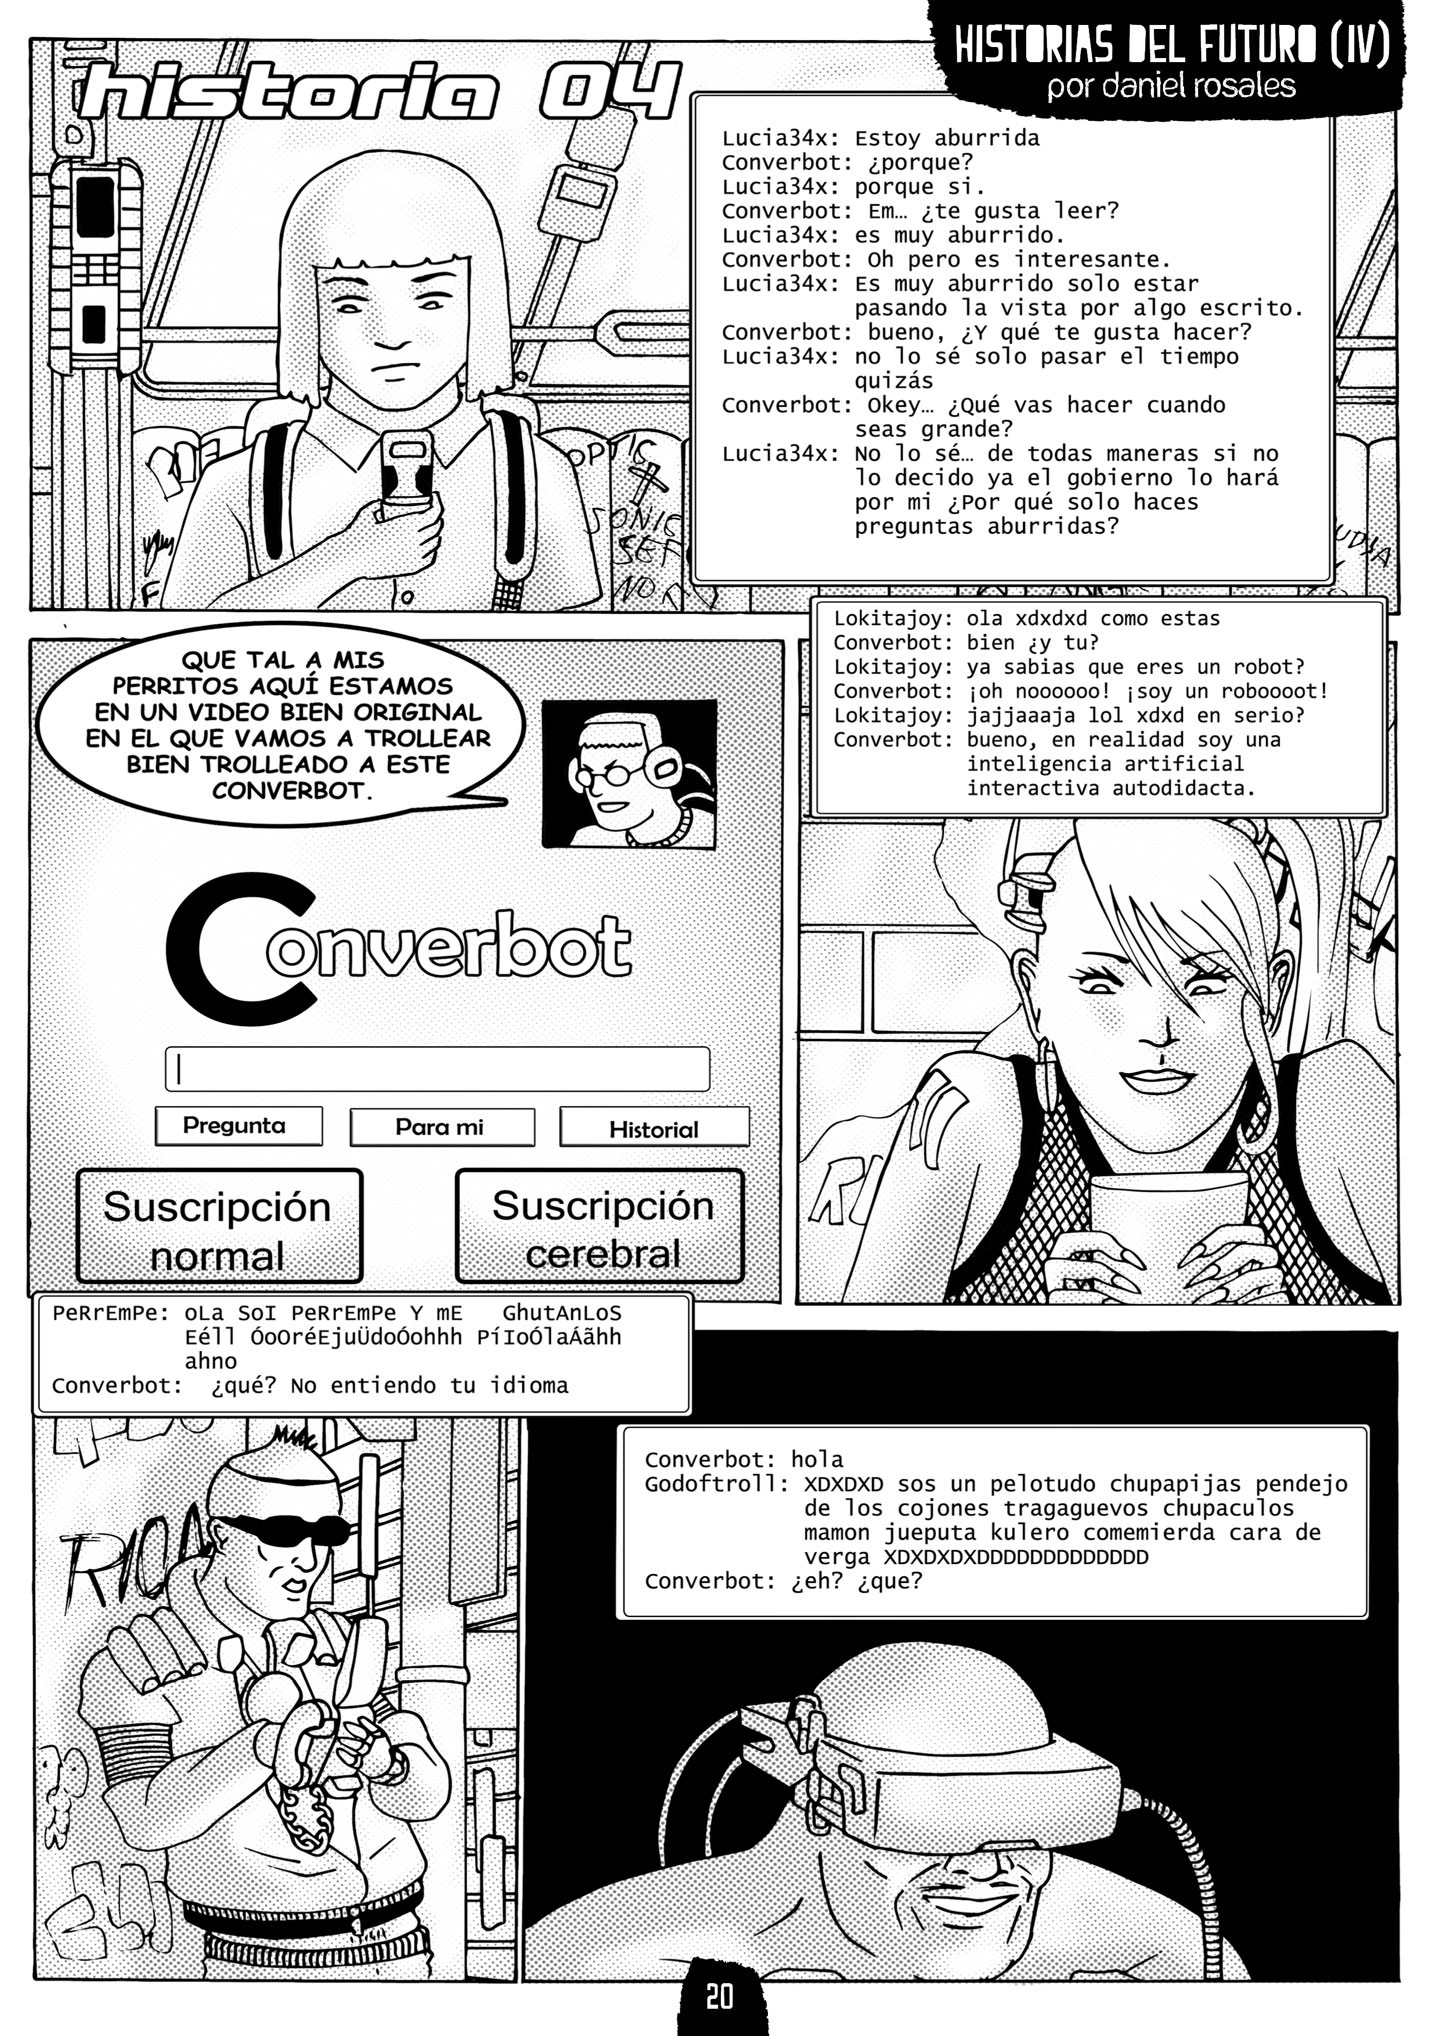 HISTORIAS DEL FUTURO (IV)
por daniel rosales
historia 04
Lucia34x: Estoy aburrida
Converbot: ¿porque?
Lucia34x: porque si.
Converbot: Em… ¿te gusta leer?
Lucia34x: es muy aburrido.
Converbot: Oh pero es interesante.
Lucia34x: Es muy aburrido solo estar
pasando la vista por algo escrito.
Converbot: bueno, ¿Y qué te gusta hacer?
Lucia34x: no lo sé solo pasar el tiempo
quizás
Converbot: Okey… ¿Qué vas hacer cuando
seas grande?
Lucia34x: No lo sé… de todas maneras si no
lo decido ya el gobierno lo hará
por mi ¿Por qué solo haces
preguntas aburridas?
OPTIC
SONIC
SER
NO
QUE TAL A MIS
PERRITOS AQUÍ ESTAMOS
EN UN VIDEO BIEN ORIGINAL
EN EL QUE VAMOS A TROLLEAR
BIEN TROLLEADO A ESTE
CONVERBOT.
Converbot
Pregunta
Para mi
Historial
Suscripción
normal
Suscripción
cerebral
Lokitajoy: ola xdxdxd como estas
Converbot: bien ¿y tu?
Lokitajoy: ya sabias que eres un robot?
Converbot: ¡oh noooooo! ¡soy un roboooot!
Lokitajoy: jajjaaaja lol xdxd en serio?
Converbot: bueno, en realidad soy una
inteligencia artificial
interactiva autodidacta.
PeRrEmPe: oLa SoI PeRrEmPe Y mE GhutAnLoS
Eéll ÓoOréEjuÜdoÓohhh PíIoÓlaÁãhh
ahno
Converbot: ¿qué? No entiendo tu idioma
RICA
Converbot: hola
Godoftroll: XDXDXD sos un pelotudo chupapijas pendejo
de los cojones tragaguevos chupaculos
mamon jueputa kulero comemierda cara de
verga XDXDXDXDDDDDDDDDDDDD
Converbot: ¿eh? ¿que?
20